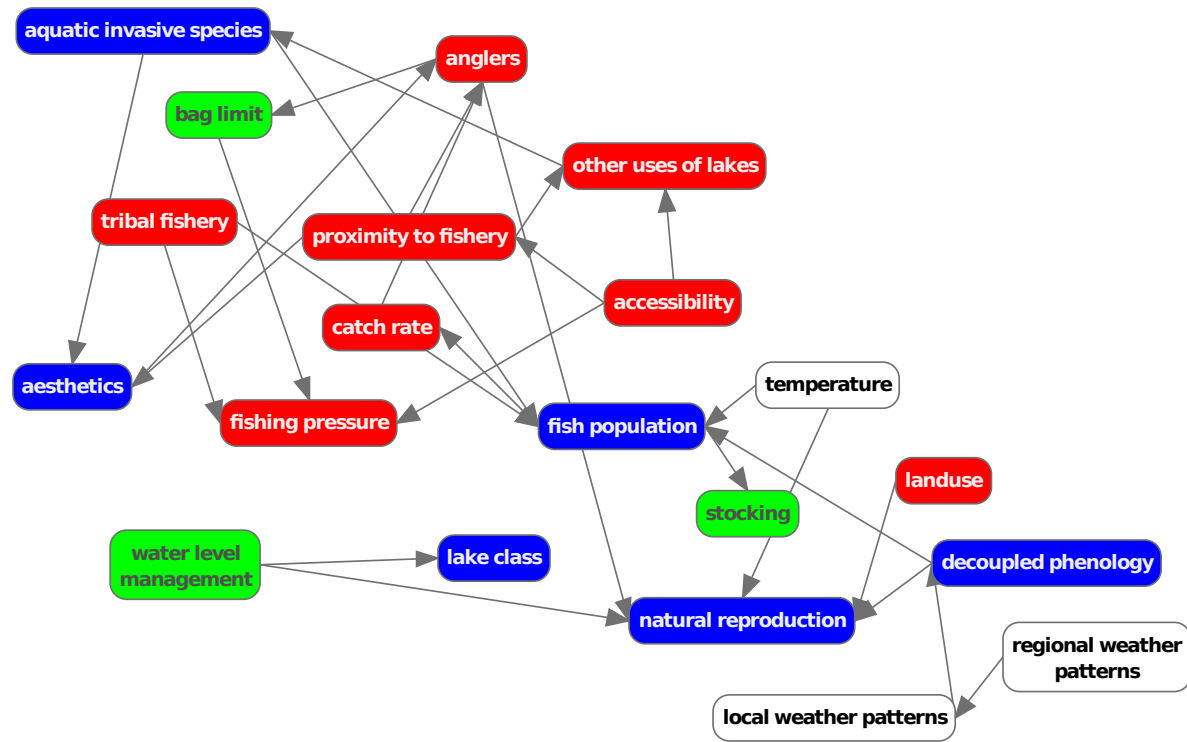 aquatic invasive species
anglers
bag limit
other uses of lakes
tribal fishery
proximity to fishery
accessibility
catch rate
aesthetics
temperature
fishing pressure
fish population
landuse
stocking
water level
management
lake class
decoupled phenology
natural reproduction
regional weather
patterns
local weather patterns